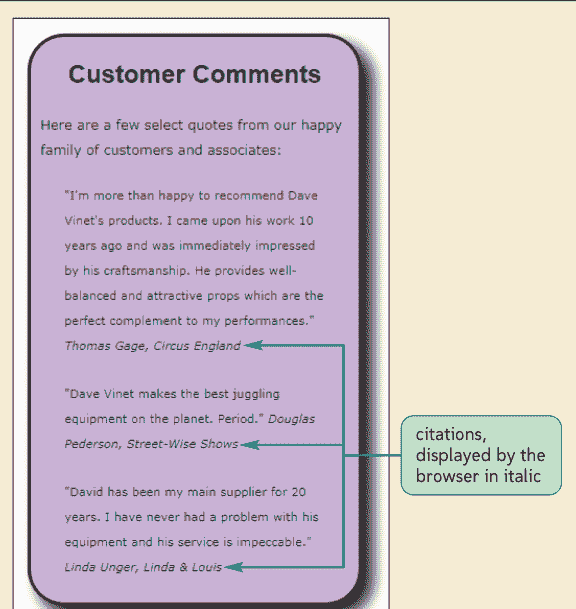 Customer Comments
Here are a few select quotes from our happy
family of customers and associates:
"I'm more than happy to recommend Dave
Vinet's products. I came upon his work 10
years ago and was immediately impressed
by his craftsmanship. He provides well-
balanced and attractive props which are the
perfect complement to my performances."
Thomas Gage, Circus England
"Dave Vinet makes the best juggling
equipment on the planet. Period." Douglas
Pederson, Street-Wise Shows
"David has been my main supplier for 20
years. I have never had a problem with his
equipment and his service is impeccable."
Linda Unger, Linda & Louis
citations,
displayed by the
browser in italic